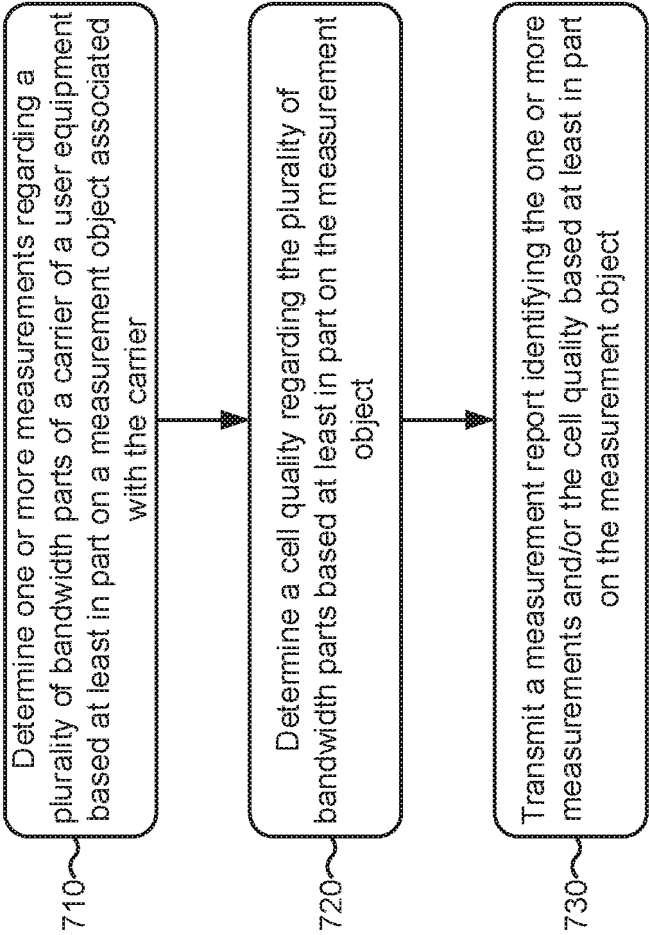 710
Determine one or more measurements regarding a
plurality of bandwidth parts of a carrier of a user equipment
based at least in part on a measurement object associated
with the carrier
720
Determine a cell quality regarding the plurality of
bandwidth parts based at least in part on the measurement
object
730
Transmit a measurement report identifying the one or more
measurements and/or the cell quality based at least in part
on the measurement object